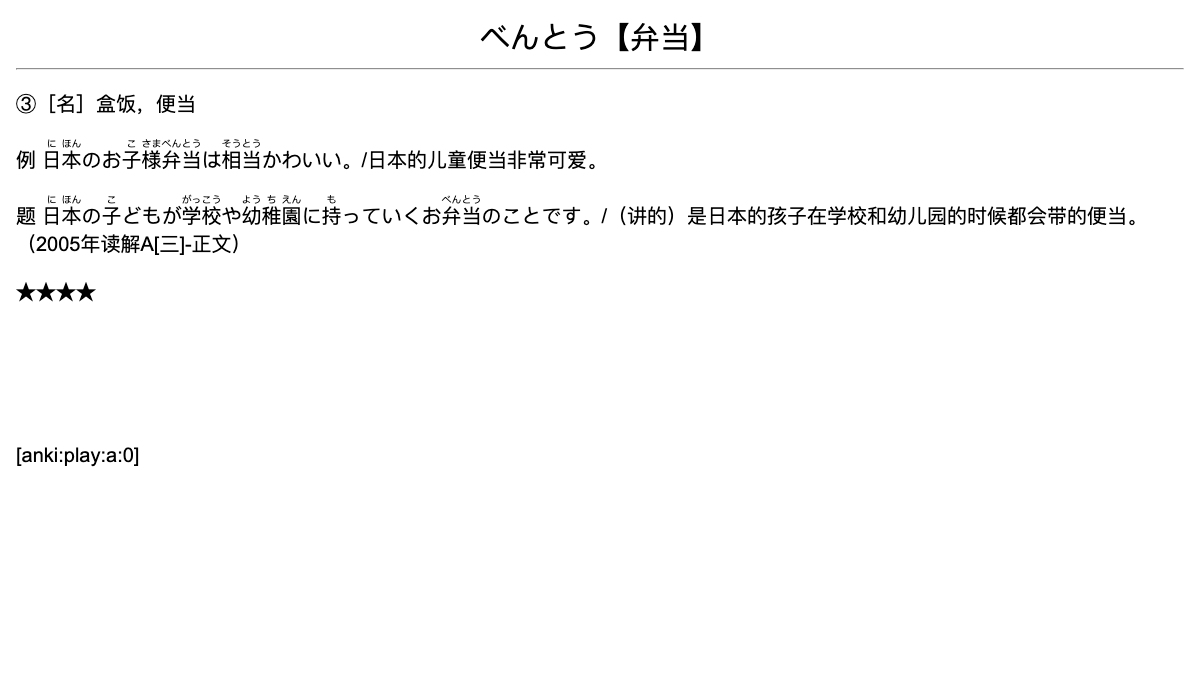 べんとう【弁当】
③［名］盒饭，便当
に ほん こ さまべんとう そうとう
例 日本のお子様弁当は相当かわいい。/日本的儿童便当非常可爱。
に ほん こ がっこう よう ち えん も べんとう
题 日本の子どもが学校や幼稚園に持っていくお弁当のことです。/（讲的）是日本的孩子在学校和幼儿园的时候都会带的便当。
（2005年读解A[三]-正文）
★★★★
[anki:play:a:0]